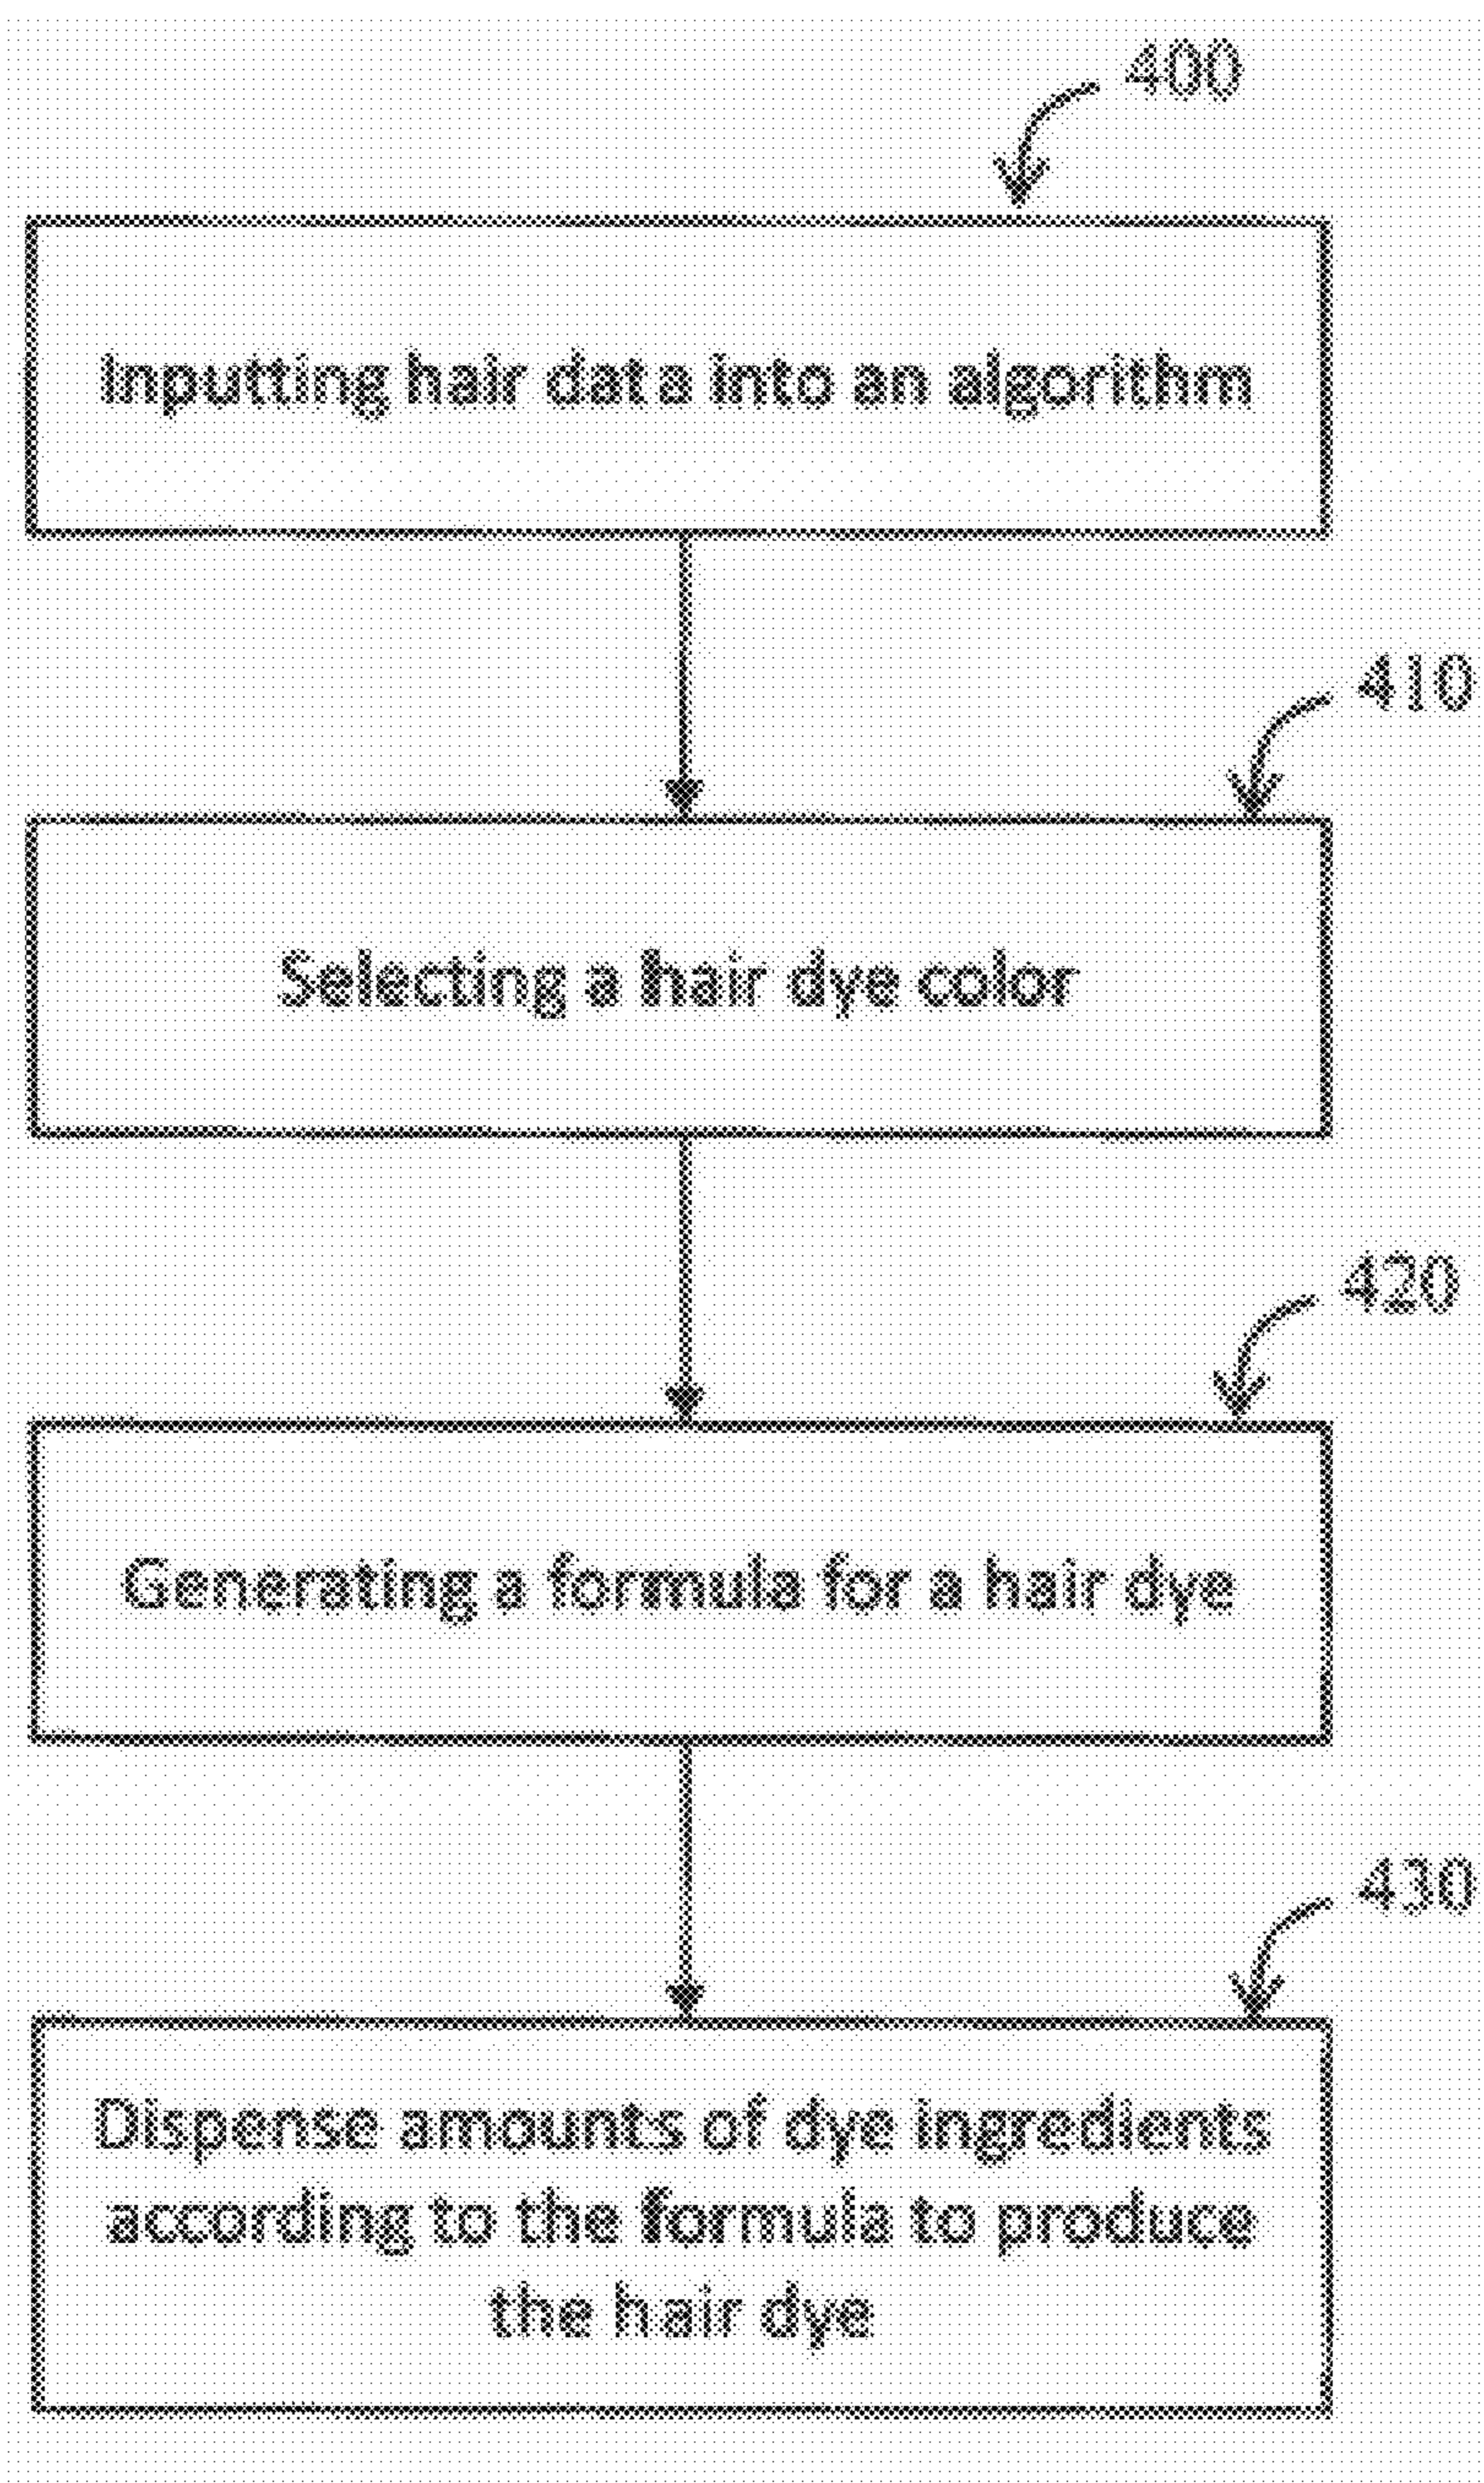 400
Inputting hair data into an algorithm
410
Selecting a hair dye color
420
Generating a formula for a hair dye
430
Dispense amounts of dye ingredients
according to the formula to produce
the hair dye